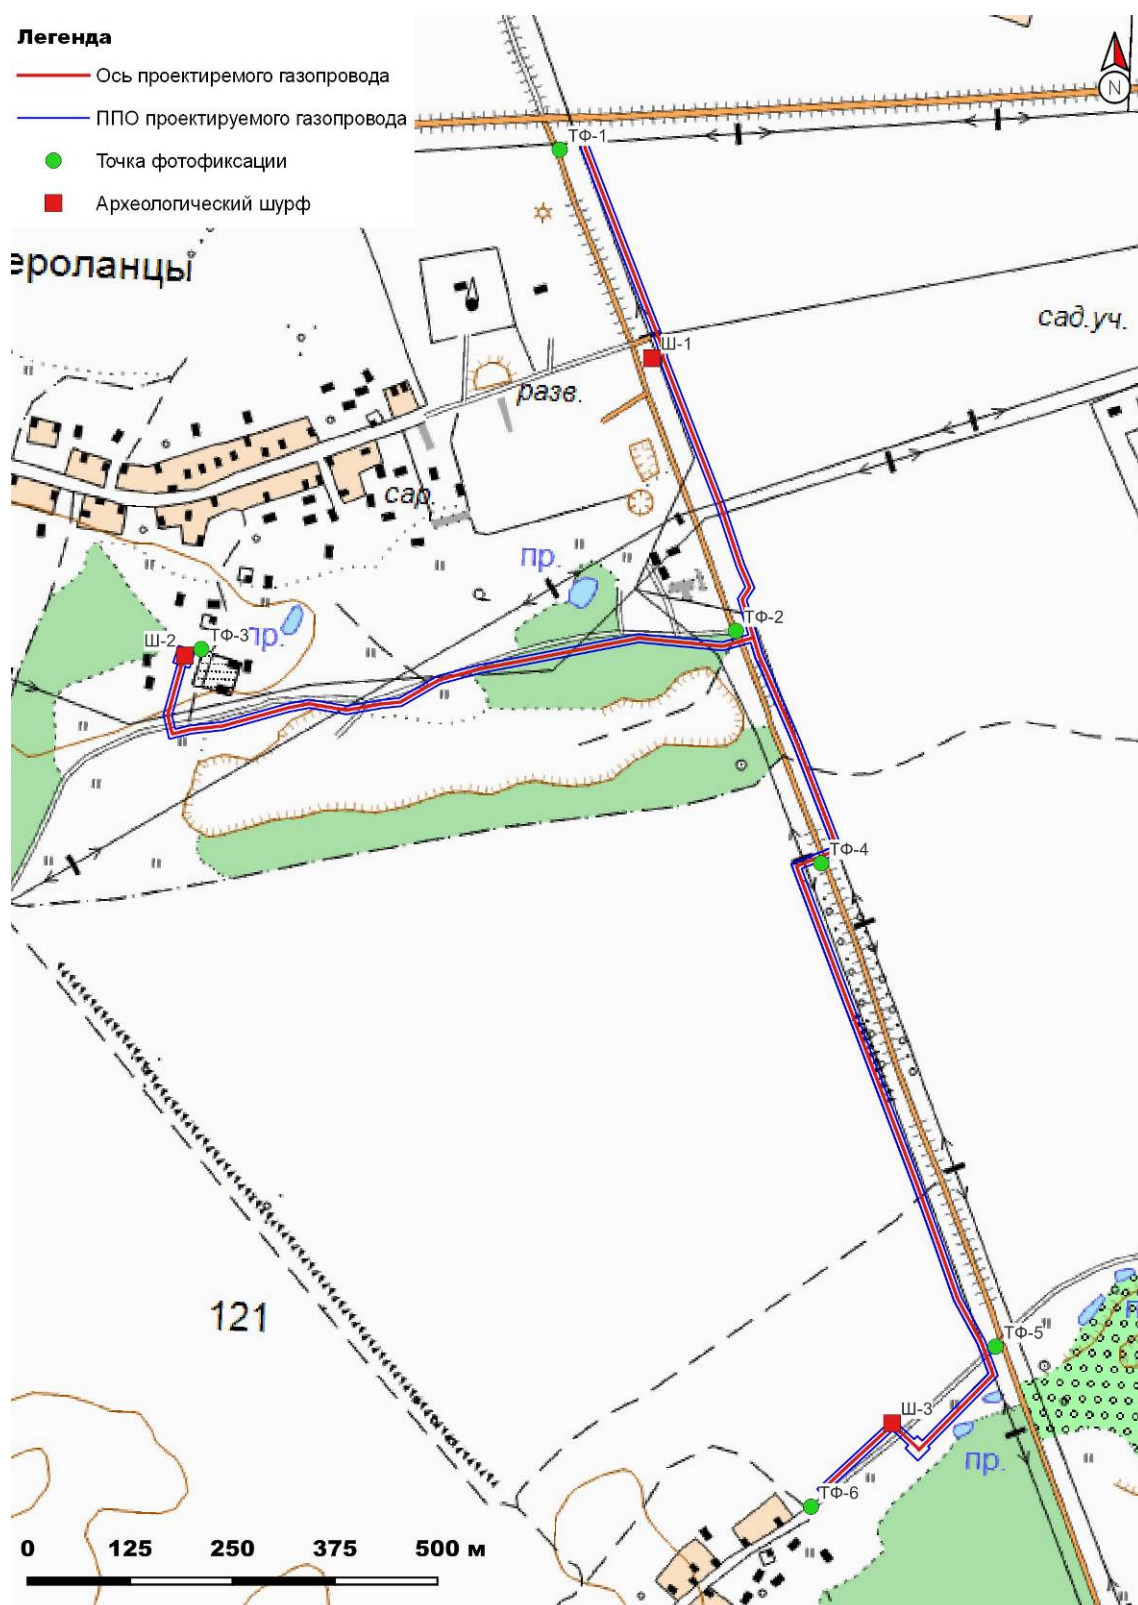 Легенда
Ось проектиремого газопровода
ППО проектируемого газопровода
Точка фотофиксации
Археологический шурф
N
ТФ-1
ероланцы
сад.уч.
Ш-1
разв.
сар.
пр.
ТФ-2
Ш-2
ТФ-3
пр.
ТФ-4
121
ТФ-5
Ш-3
пр.
ТФ-6
0 125 250 375 500 м